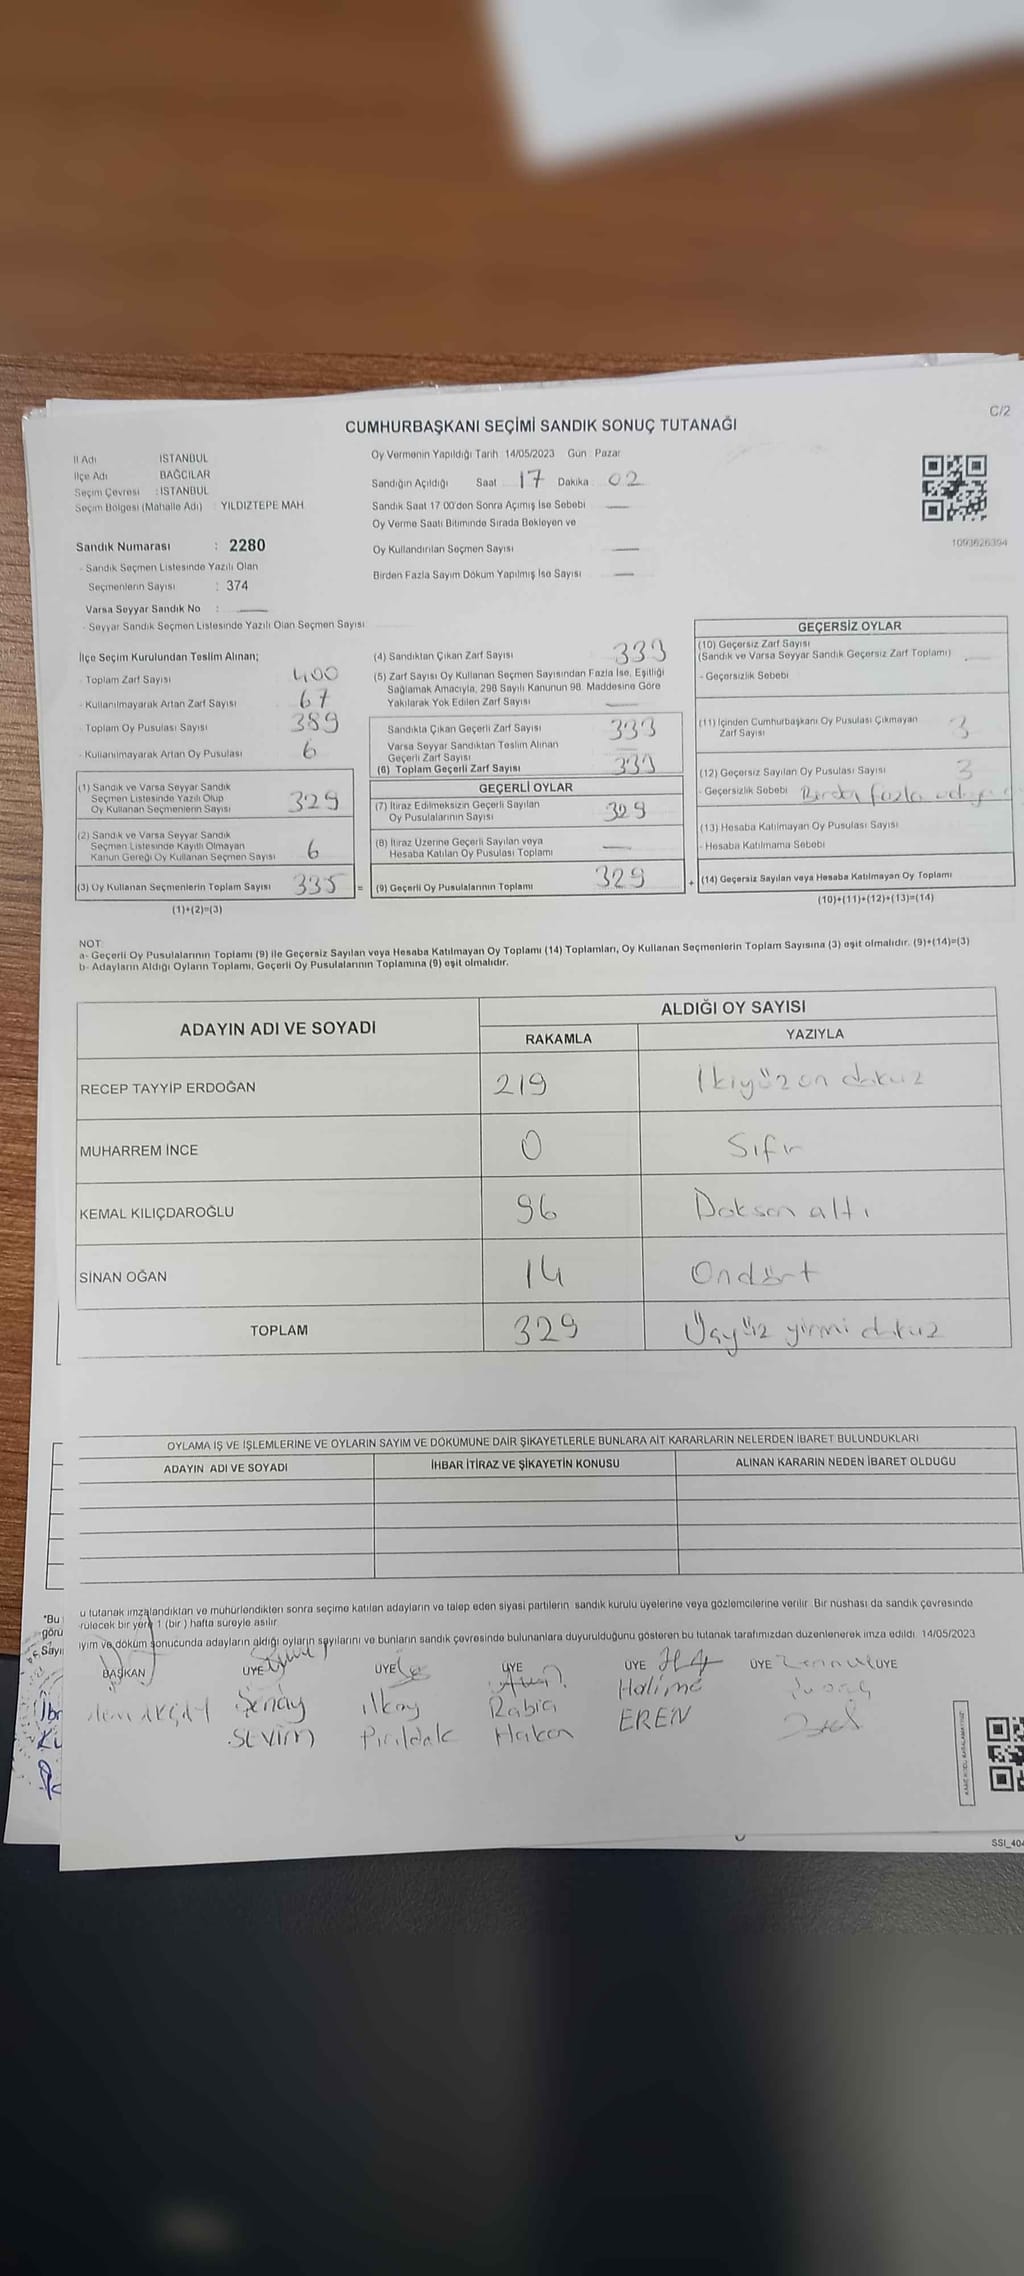 C/2
CUMHURBAŞKANI SEÇİMİ SANDIK SONUÇ TUTANAĞI
İl Adı İSTANBUL
İlçe Adı BAĞCILAR
Seçim Çevresi : İSTANBUL
Seçim Bölgesi (Mahalle Adı) YILDIZTEPE MAH
Sandık Numarası : 2280
- Sandık Seçmen Listesinde Yazılı Olan
Seçmenlerin Sayısı : 374
Varsa Seyyar Sandık No :
- Seyyar Sandık Seçmen Listesinde Yazılı Olan Seçmen Sayısı
Oy Vermenin Yapıldığı Tarih 14/05/2023 Gün Pazar
Sandığın Açıldığı Saat 17 Dakika 02
Sandık Saat 17 00'den Sonra Açımış İse Sebebi
Oy Verme Saati Bitiminde Sırada Bekleyen ve
Oy Kullandırılan Seçmen Sayısı
Birden Fazla Sayım Döküm Yapılmış İse Sayısı
1093626394
İlçe Seçim Kurulundan Teslim Alınan;
- Toplam Zarf Sayısı 400
- Kullanılmayarak Artan Zarf Sayısı 67
- Toplam Oy Pusulası Sayısı 389
- Kullanılmayarak Artan Oy Pusulası 6
(1) Sandık ve Varsa Seyyar Sandık
Seçmen Listesinde Yazılı Olup
Oy Kullanan Seçmenlerin Sayısı 329
(2) Sandık ve Varsa Seyyar Sandık
Seçmen Listesinde Kayıtlı Olmayan
Kanun Gereği Oy Kullanan Seçmen Sayısı 6
(3) Oy Kullanan Seçmenlerin Toplam Sayısı 335 =
(1)+(2)=(3)
(4) Sandıktan Çıkan Zarf Sayısı 333
(5) Zarf Sayısı Oy Kullanan Seçmen Sayısından Fazla İse, Eşitliği
Sağlamak Amacıyla, 298 Sayılı Kanunun 98. Maddesine Göre
Yakılarak Yok Edilen Zarf Sayısı
Sandıkta Çıkan Geçerli Zarf Sayısı 333
Varsa Seyyar Sandıktan Teslim Alınan
Geçerli Zarf Sayısı
(6) Toplam Geçerli Zarf Sayısı 333
GEÇERLİ OYLAR
(7) İtiraz Edilmeksizin Geçerli Sayılan
Oy Pusulalarının Sayısı 329
(8) İtiraz Üzerine Geçerli Sayılan veya
Hesaba Katılan Oy Pusulası Toplamı
(9) Geçerli Oy Pusulalarının Toplamı 329 +
GEÇERSİZ OYLAR
(10) Geçersiz Zarf Sayısı
(Sandık ve Varsa Seyyar Sandık Geçersiz Zarf Toplamı)
- Geçersizlik Sebebi
(11) İçinden Cumhurbaşkanı Oy Pusulası Çıkmayan
Zarf Sayısı 3
(12) Geçersiz Sayılan Oy Pusulası Sayısı 3
- Geçersizlik Sebebi fazla
(13) Hesaba Katılmayan Oy Pusulası Sayısı
- Hesaba Katılmama Sebebi
(14) Geçersiz Sayılan veya Hesaba Katılmayan Oy Toplamı
(10)+(11)+(12)+(13)=(14)
NOT
a- Geçerli Oy Pusulalarının Toplamı (9) ile Geçersiz Sayılan veya Hesaba Katılmayan Oy Toplamı (14) Toplamları, Oy Kullanan Seçmenlerin Toplam Sayısına (3) eşit olmalıdır. (9)+(14)=(3)
b- Adayların Aldığı Oyların Toplamı, Geçerli Oy Pusulalarının Toplamına (9) eşit olmalıdır.
ADAYIN ADI VE SOYADI ALDIĞI OY SAYISI
RAKAMLA YAZIYLA
RECEP TAYYİP ERDOĞAN 219 İkiyüz on dokuz
MUHARREM İNCE 0 Sıfır
KEMAL KILIÇDAROĞLU 96 Doksan altı
SİNAN OĞAN 14 Ondört
TOPLAM 329 Üçyüz yirmi dokuz
OYLAMA İŞ VE İŞLEMLERİNE VE OYLARIN SAYIM VE DÖKÜMÜNE DAİR ŞİKAYETLERLE BUNLARA AİT KARARLARIN NELERDEN İBARET BULUNDUKLARI
ADAYIN ADI VE SOYADI İHBAR İTİRAZ VE ŞİKAYETİN KONUSU ALINAN KARARIN NEDEN İBARET OLDUĞU
*Bu
u tutanak imzalandıktan ve mühürlendikten sonra seçime katılan adayların ve talep eden siyasi partilerin sandık kurulu üyelerine veya gözlemcilerine verilir. Bir nüshası da sandık çevresinde
görü
rülecek bir yere 1 (bir) hafta süreyle asılır
Sayı
ıyım ve döküm sonucunda adayların aldığı oyların sayılarını ve bunların sandık çevresinde bulunanlara duyurulduğunu gösteren bu tutanak tarafımızdan düzenlenerek imza edildi. 14/05/2023
BAŞKAN ÜYE ÜYE ÜYE ÜYE ÜYE ÜYE
AKÇAY Şenay ilkay Rabia Halime
SEVİM Pırıldak Hakan EREN
SSI_404